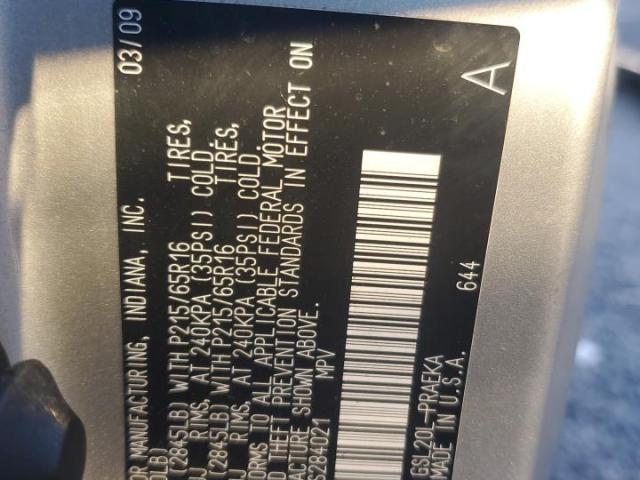 OR MANUFACTURING, INDIANA, INC. 03/09
LB)
(2845LB) WITH P215/65R16 TIRES,
J RIMS, AT 240KPA (35PSI) COLD.
(2845LB) WITH P215/65R16 TIRES,
J RIMS, AT 240KPA (35PSI) COLD.
ORMS TO ALL APPLICABLE FEDERAL MOTOR
D THEFT PREVENTION STANDARDS IN EFFECT ON
ACTURE SHOWN ABOVE.
S284021 MPV
GSL20L-PRAEKA 644 A
MADE IN U.S.A.